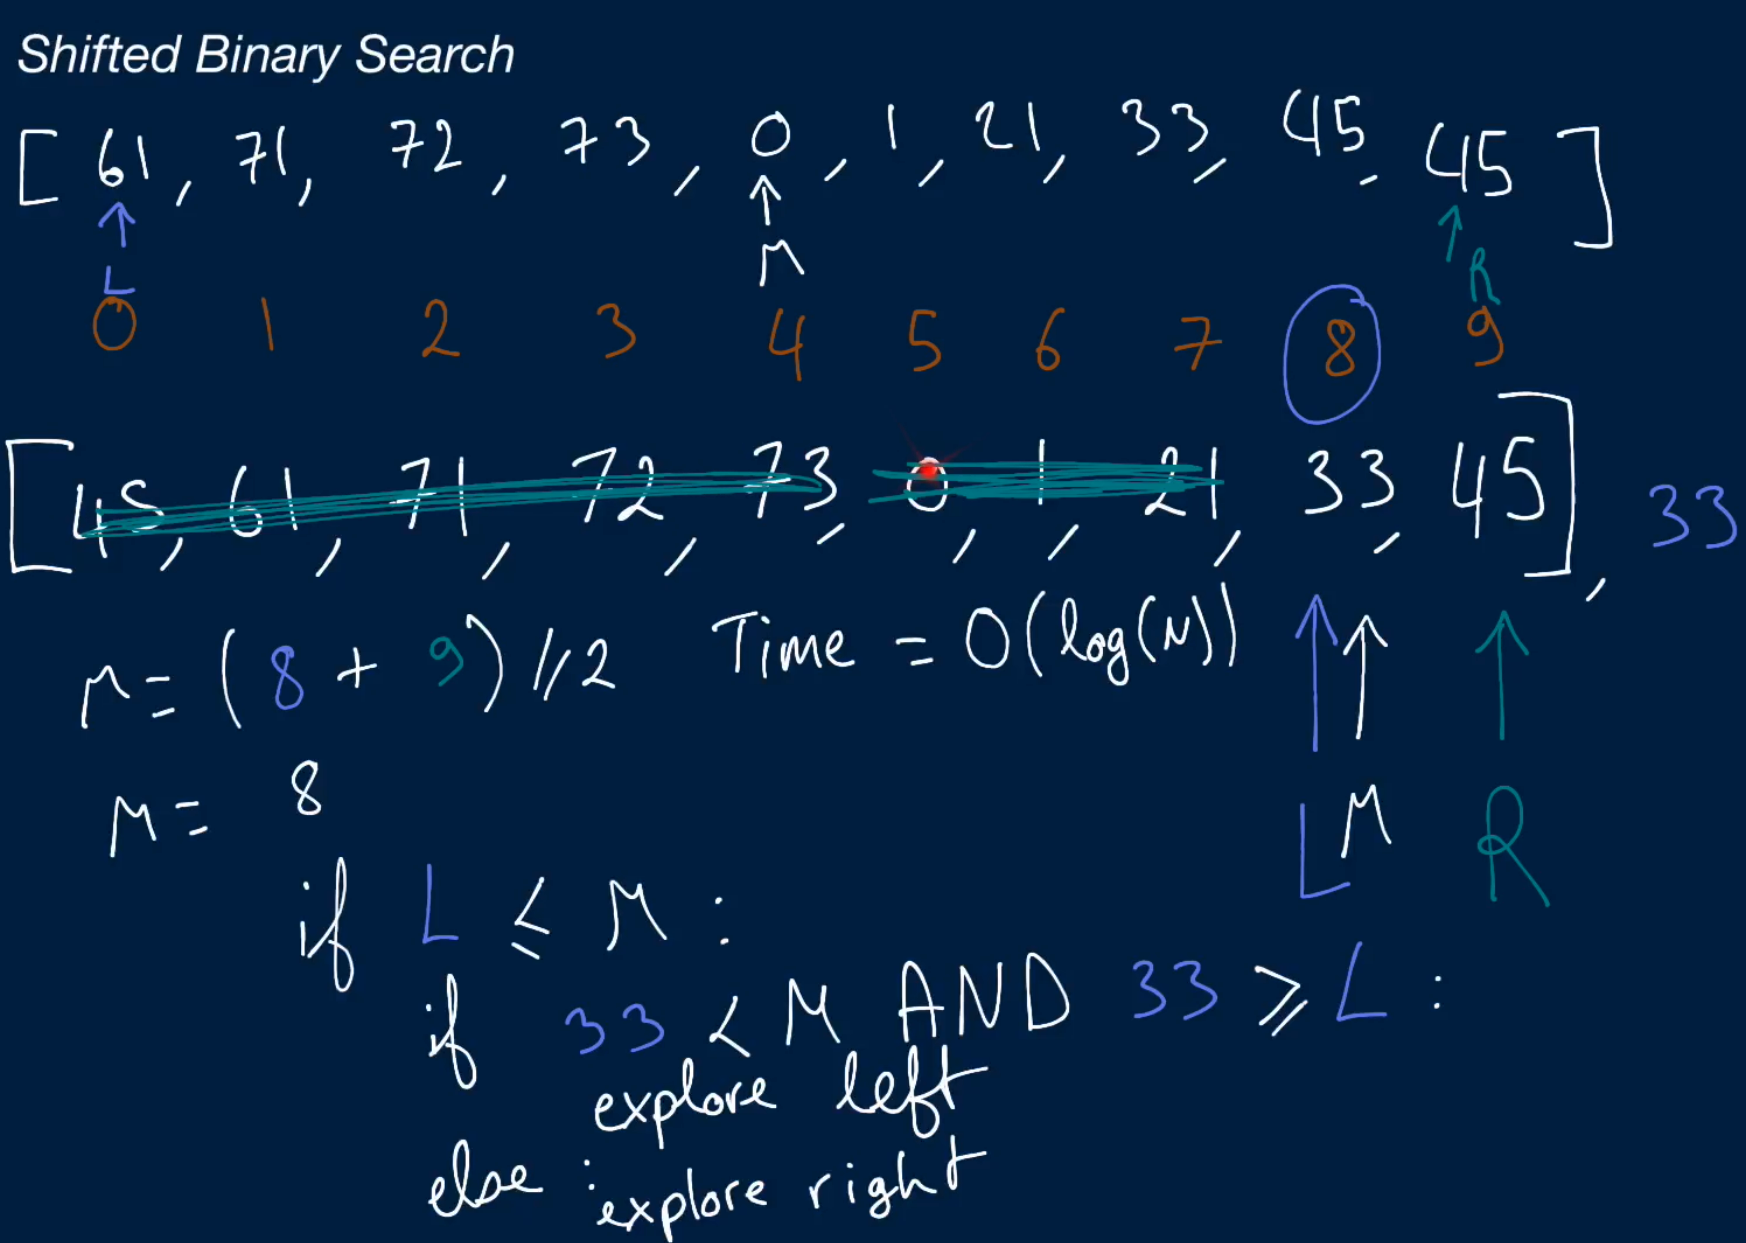 Shifted Binary Search
[ 61, 71, 72, 73, 0, 1, 21, 33, 45, 45 ]
L M R
0 1 2 3 4 5 6 7 8 9
[ 45, 61, 71, 72, 73, 0, 1, 21, 33, 45 ], 33
M = (8 + 9) // 2 Time = O(log(N))
M = 8
L M R
if L ≤ M :
if 33 < M AND 33 ≥ L :
explore left
else : explore right